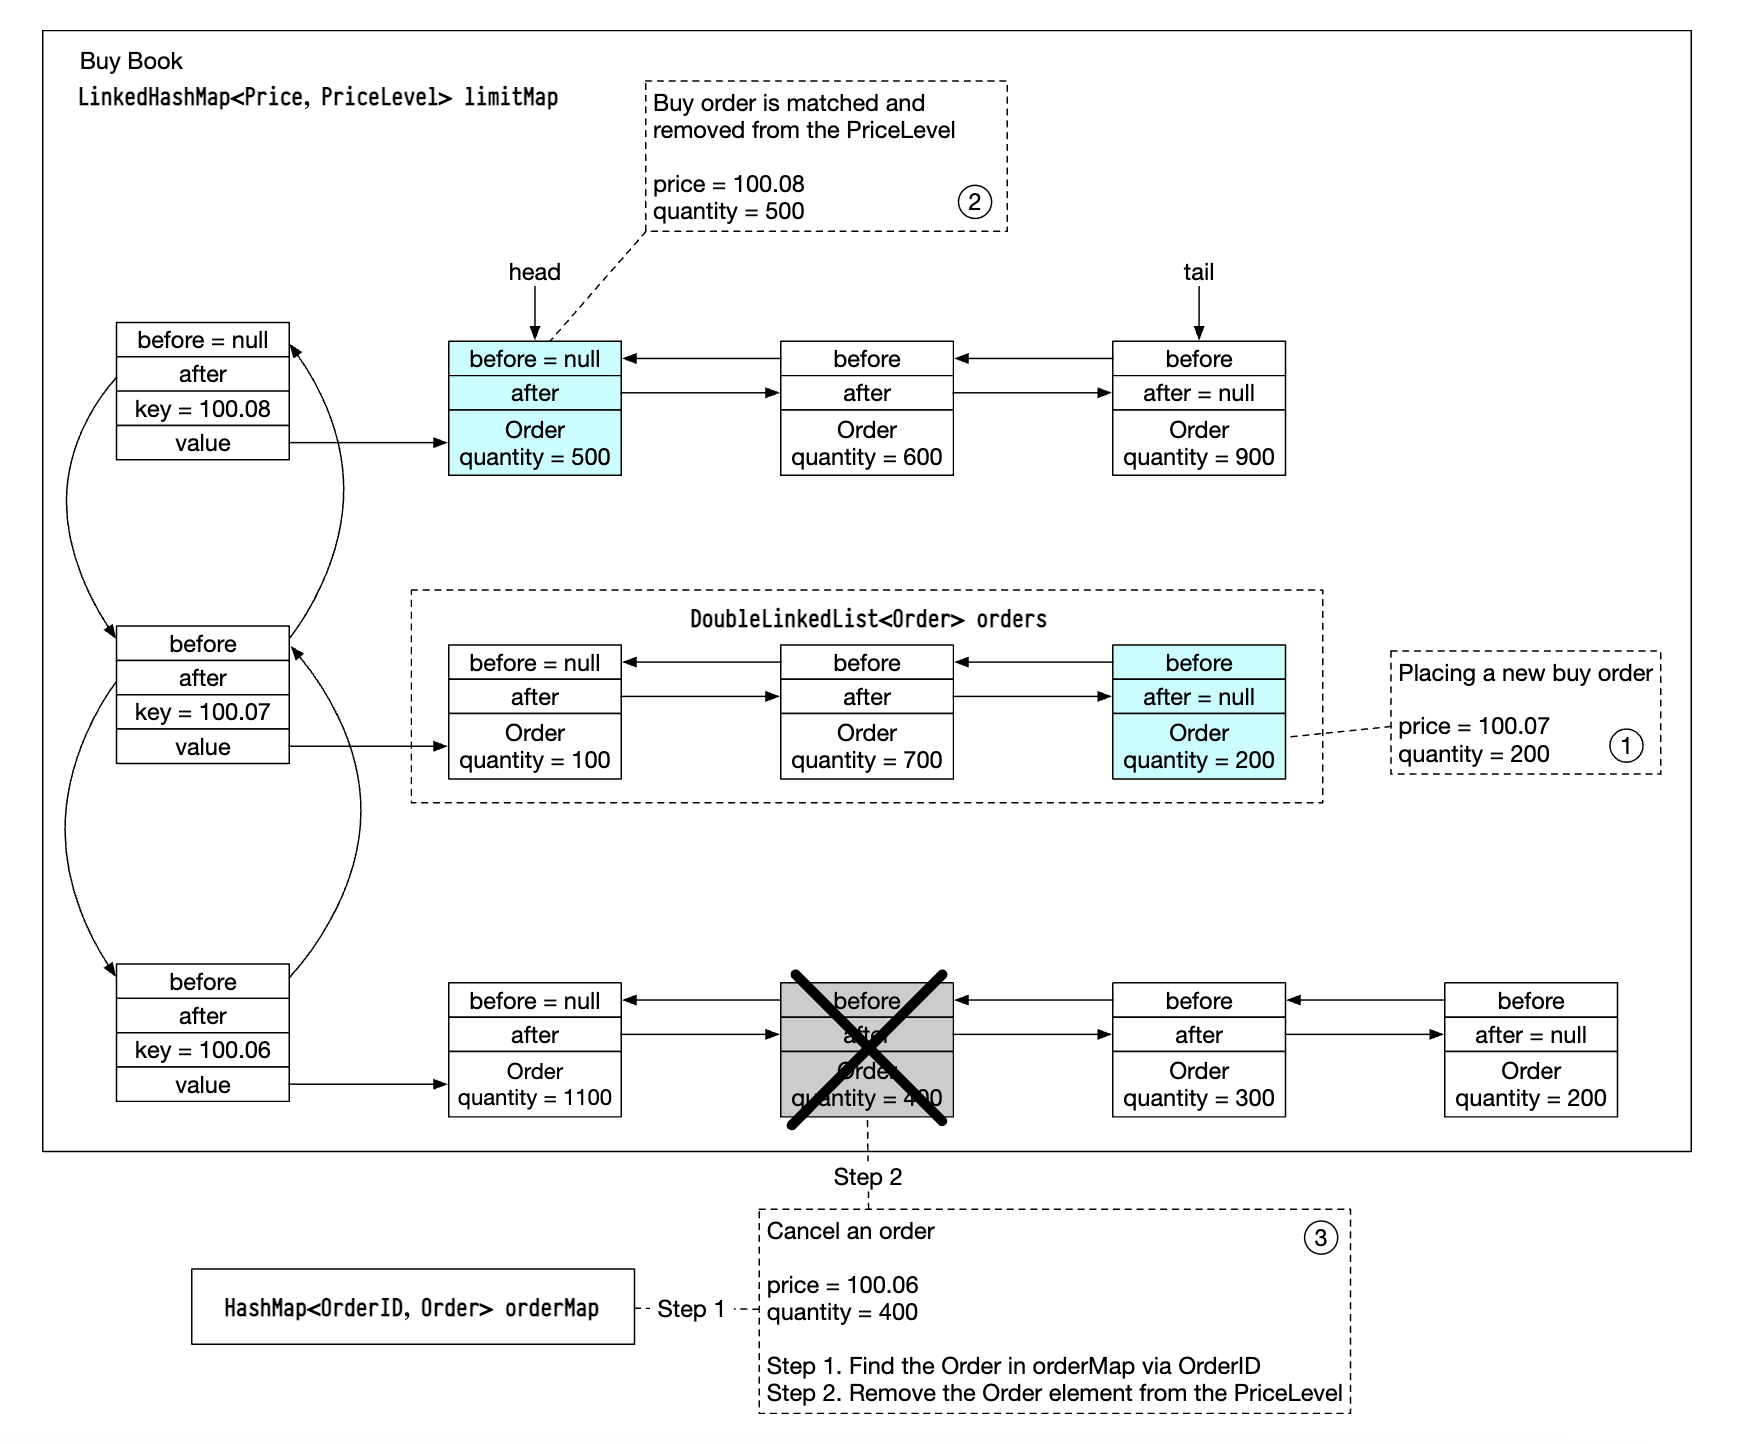 Buy Book
LinkedHashMap<Price, PriceLevel> limitMap
Buy order is matched and
removed from the PriceLevel
price = 100.08
quantity = 500
2
head
tail
before = null
after
key = 100.08
value
before = null
after
Order
quantity = 500
before
after
Order
quantity = 600
before
after = null
Order
quantity = 900
DoubleLinkedList<Order> orders
before
after
key = 100.07
value
before = null
after
Order
quantity = 100
before
after
Order
quantity = 700
before
after = null
Order
quantity = 200
Placing a new buy order
price = 100.07
quantity = 200
1
before
after
key = 100.06
value
before = null
after
Order
quantity = 1100
before
after
Order
quantity = 400
before
after
Order
quantity = 300
before
after = null
Order
quantity = 200
Step 2
Cancel an order
3
price = 100.06
quantity = 400
HashMap<OrderID, Order> orderMap
Step 1
Step 1. Find the Order in orderMap via OrderID
Step 2. Remove the Order element from the PriceLevel